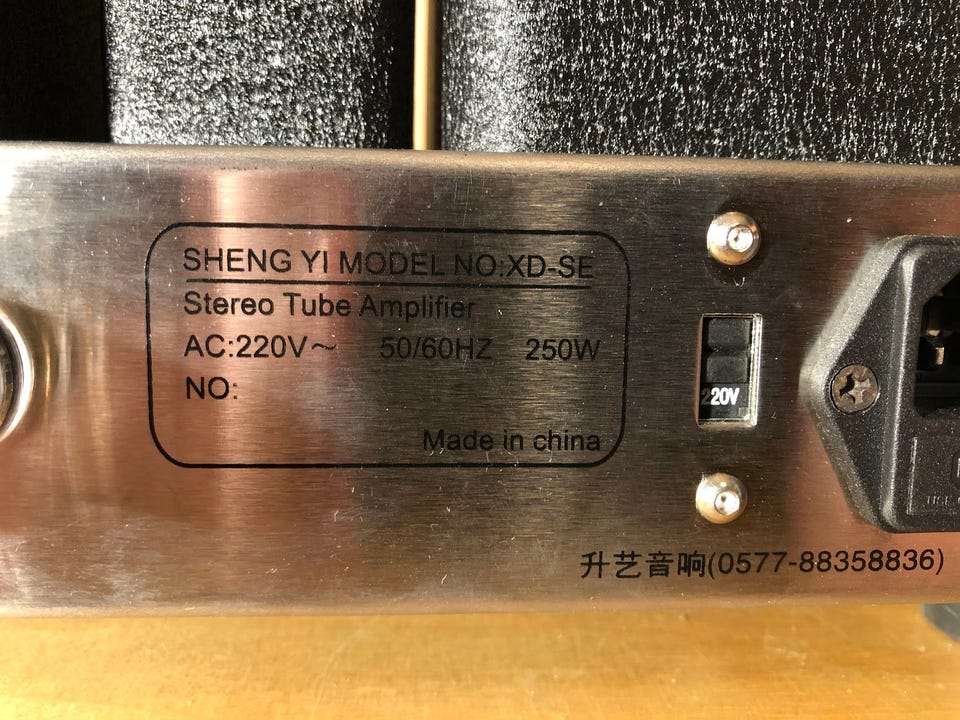 SHENG YI MODEL NO:XD-SE
Stereo Tube Amplifier
AC:220V～ 50/60HZ 250W
NO:
Made in china
220V
升艺音响(0577-88358836)